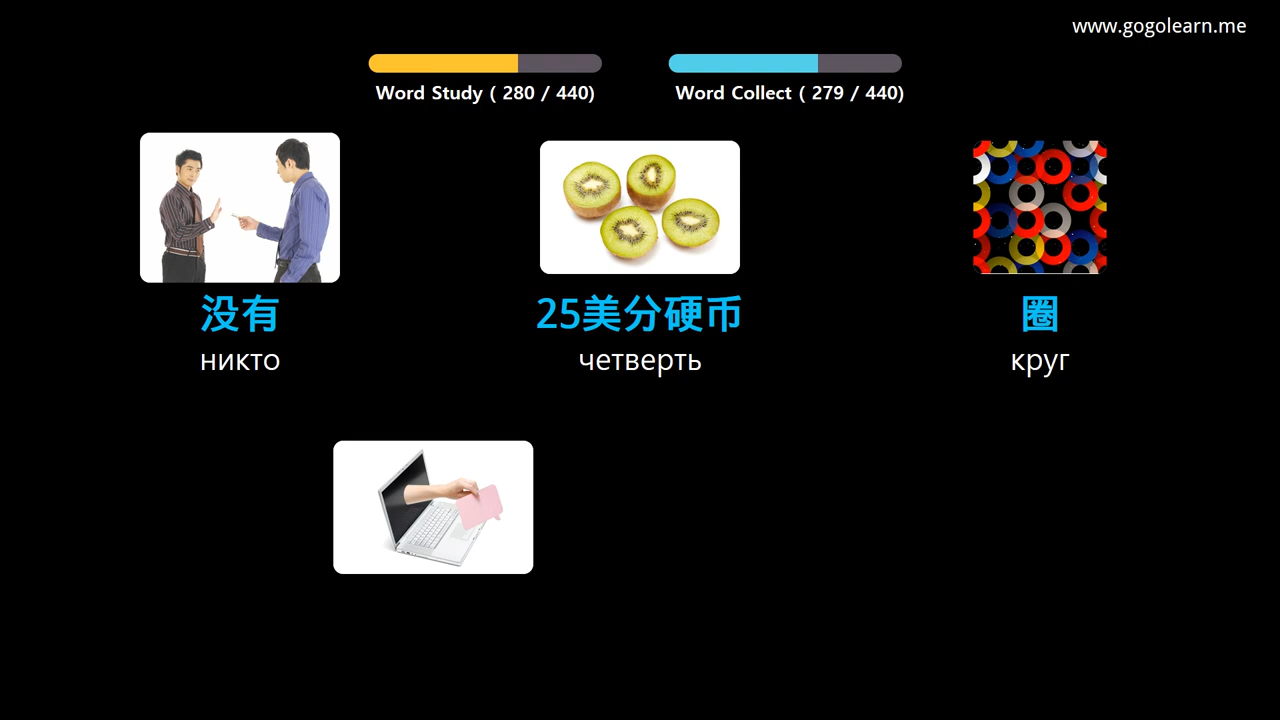 www.gogolearn.me
Word Study ( 280 / 440)
Word Collect ( 279 / 440)
没有
25美分硬币
圈
никто
четверть
круг